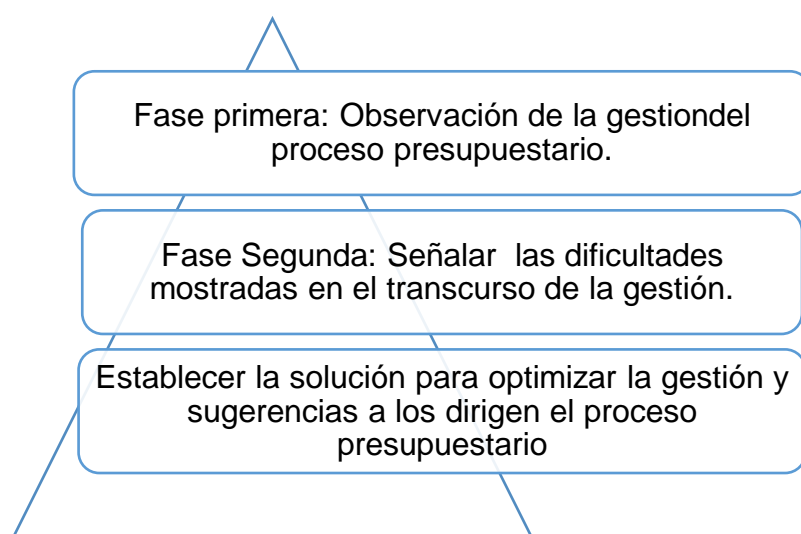 Fase primera: Observación de la gestiondel
proceso presupuestario.
Fase Segunda: Señalar  las dificultades
mostradas en el transcurso de la gestión.
Establecer la solución para optimizar la gestión y
sugerencias a los dirigen el proceso
presupuestario